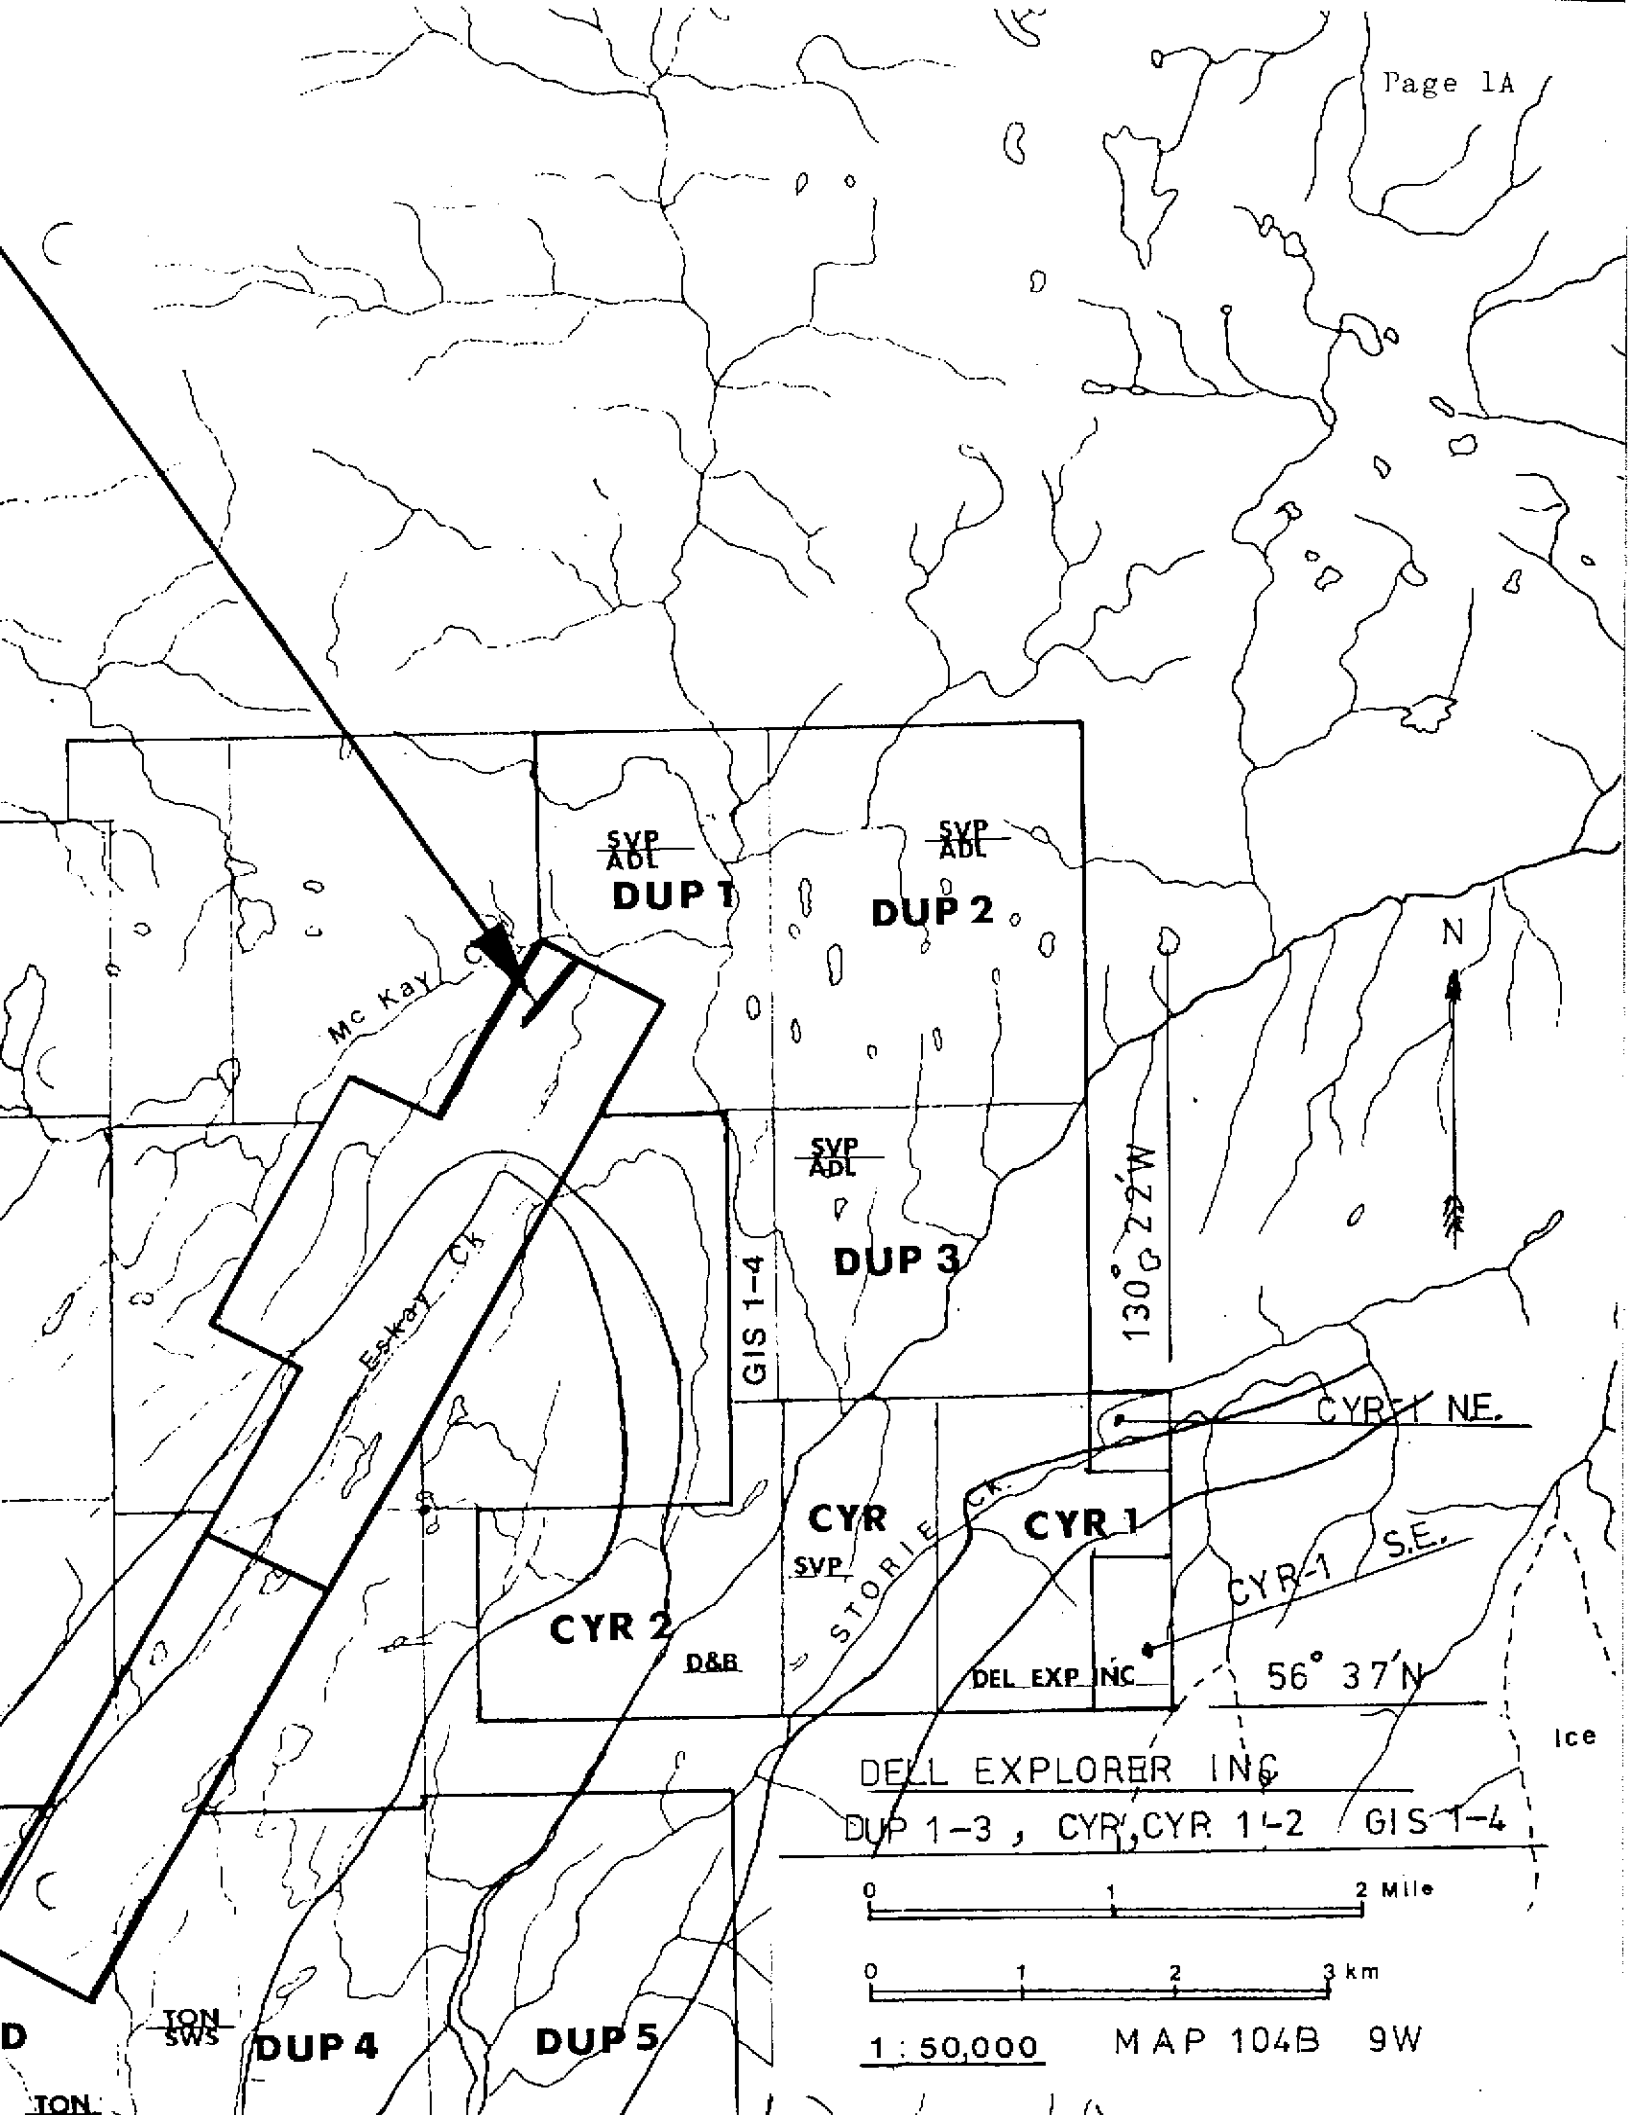 Page 1A
SVP
ADL
DUP 1
SVP
ADL
DUP 2
N
Mc Kay
SVP
ADL
DUP 3
130° 22'W
GIS 1-4
Eskay Ck
CYR-1 N.E.
CYR
SVP
STORIE Ck.
CYR 1
CYR-1 S.E.
CYR 2
D&B
DEL EXP INC
56° 37'N
Ice
DELL EXPLORER INC
DUP 1-3 , CYR, CYR 1-2 GIS 1-4
0 1 2 Mile
0 1 2 3 km
1 : 50,000 MAP 104B 9W
TON
SWS
DUP 4
DUP 5
D
TON